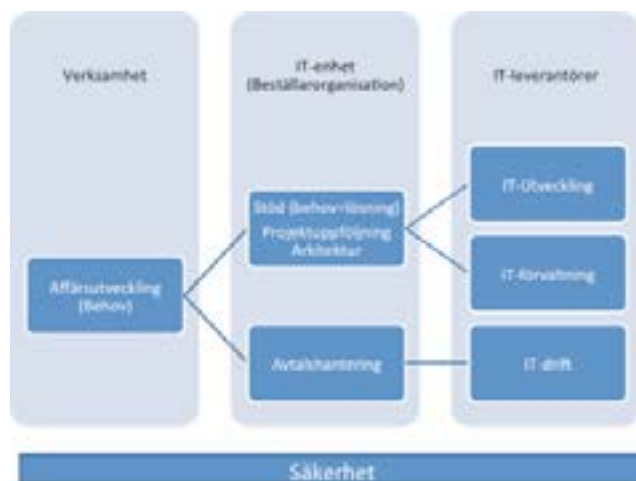 Verksamhet
IT-enhet
(Beställarorganisation)
IT-leverantörer
Affärsutveckling
(Behov)
Stöd (behov+lösning)
Projektuppföljning
Arkitektur
Avtalshantering
IT-Utveckling
IT-förvaltning
IT-drift
Säkerhet